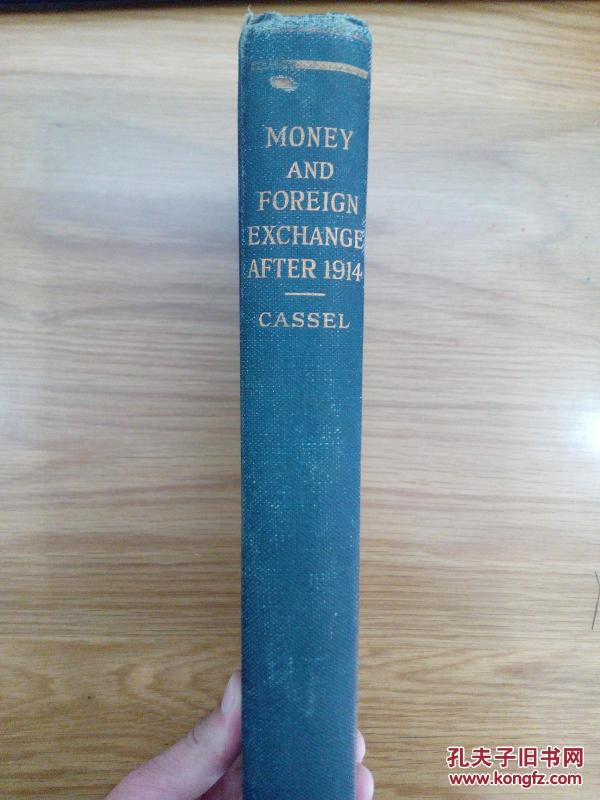 MONEY
AND
FOREIGN
EXCHANGE
AFTER 1914
CASSEL
孔夫子旧书网
www.kongfz.com